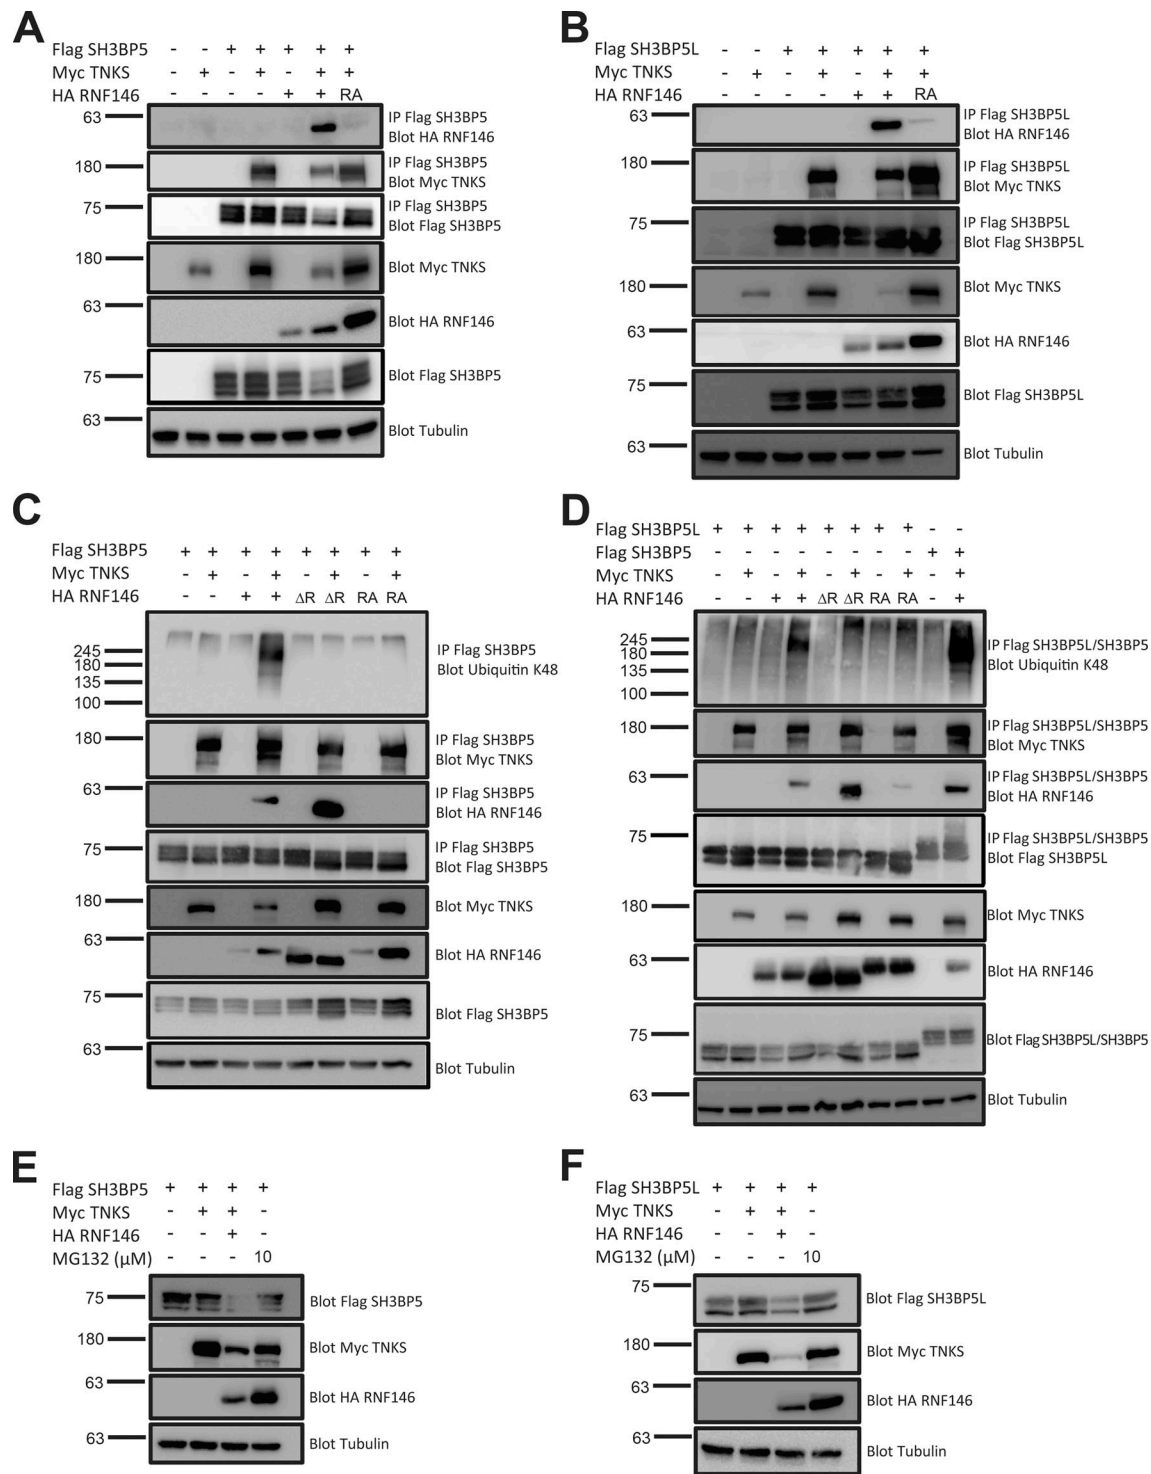 A
Flag SH3BP5 - - + + + + +
Myc TNKS - + - + - + +
HA RNF146 - - - - + + RA
63
IP Flag SH3BP5
Blot HA RNF146
180
IP Flag SH3BP5
Blot Myc TNKS
75
IP Flag SH3BP5
Blot Flag SH3BP5
180
Blot Myc TNKS
63
Blot HA RNF146
75
Blot Flag SH3BP5
63
Blot Tubulin
B
Flag SH3BP5L - - + + + + +
Myc TNKS - + - + - + +
HA RNF146 - - - - + + RA
63
IP Flag SH3BP5L
Blot HA RNF146
180
IP Flag SH3BP5L
Blot Myc TNKS
75
IP Flag SH3BP5L
Blot Flag SH3BP5L
180
Blot Myc TNKS
63
Blot HA RNF146
75
Blot Flag SH3BP5L
63
Blot Tubulin
C
Flag SH3BP5 + + + + + + + +
Myc TNKS - + - + - + - +
HA RNF146 - - + + ΔR ΔR RA RA
245
180
135
100
IP Flag SH3BP5
Blot Ubiquitin K48
180
IP Flag SH3BP5
Blot Myc TNKS
63
IP Flag SH3BP5
Blot HA RNF146
75
IP Flag SH3BP5
Blot Flag SH3BP5
180
Blot Myc TNKS
63
Blot HA RNF146
75
Blot Flag SH3BP5
63
Blot Tubulin
D
Flag SH3BP5L + + + + + + + + - -
Flag SH3BP5 - - - - - - - - + +
Myc TNKS - + - + - + - + - +
HA RNF146 - - + + ΔR ΔR RA RA - +
245
180
135
100
IP Flag SH3BP5L/SH3BP5
Blot Ubiquitin K48
180
IP Flag SH3BP5L/SH3BP5
Blot Myc TNKS
63
IP Flag SH3BP5L/SH3BP5
Blot HA RNF146
75
IP Flag SH3BP5L/SH3BP5
Blot Flag SH3BP5L
180
Blot Myc TNKS
63
Blot HA RNF146
75
Blot Flag SH3BP5L/SH3BP5
63
Blot Tubulin
E
Flag SH3BP5 + + + +
Myc TNKS - + + -
HA RNF146 - - + -
MG132 (µM) - - - 10
75
Blot Flag SH3BP5
180
Blot Myc TNKS
63
Blot HA RNF146
63
Blot Tubulin
F
Flag SH3BP5L + + + +
Myc TNKS - + + -
HA RNF146 - - + -
MG132 (µM) - - - 10
75
Blot Flag SH3BP5L
180
Blot Myc TNKS
63
Blot HA RNF146
63
Blot Tubulin